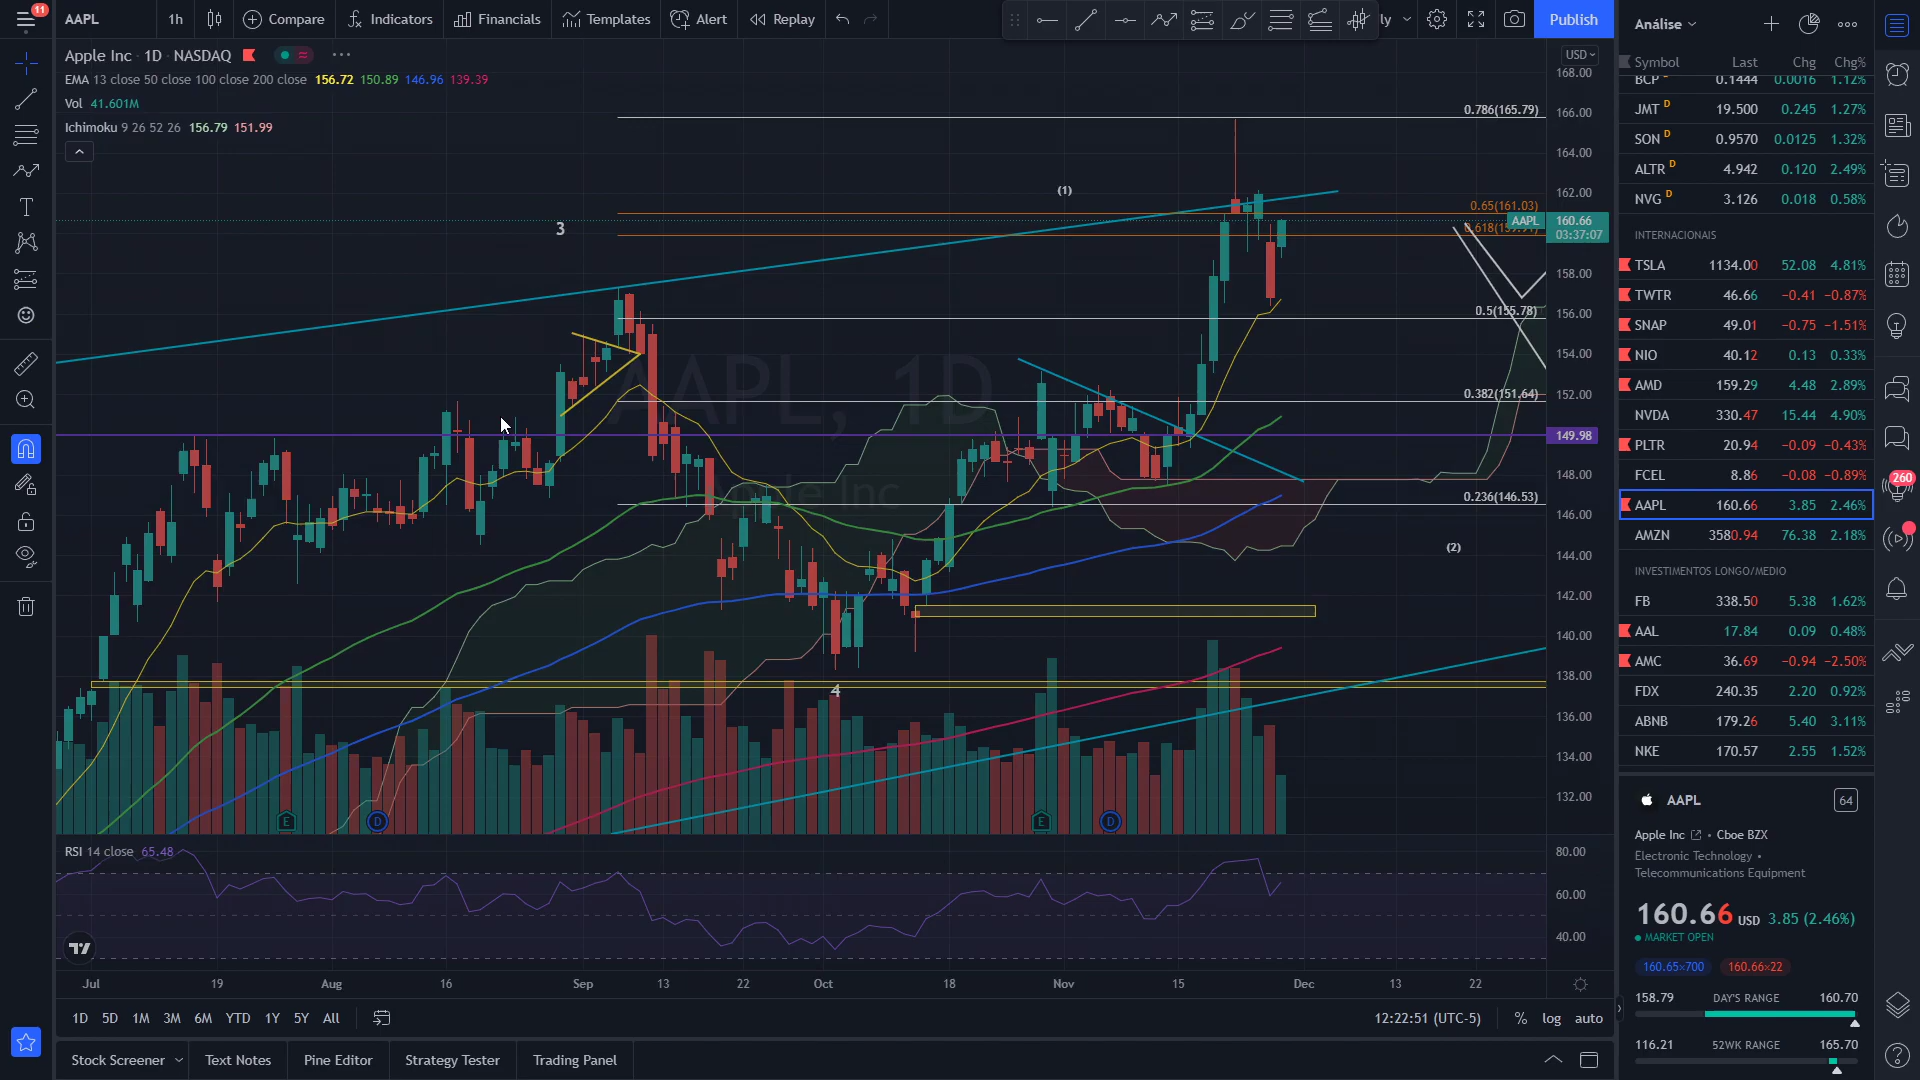 11
AAPL
1h
Compare
Indicators
Financials
Templates
Alert
Replay
ly
Publish
Apple Inc · 1D · NASDAQ
EMA 13 close 50 close 100 close 200 close 156.72 150.89 146.96 139.39
Vol 41.601M
Ichimoku 9 26 52 26 156.79 151.99
AAPL, 1D
Apple Inc
0.786(165.79)
0.65(161.03)
0.5(155.78)
0.382(151.64)
0.236(146.53)
(1)
(2)
3
4
E
D
E
D
USD
168.00
166.00
164.00
162.00
AAPL 160.66
03:37:07
158.00
156.00
154.00
152.00
149.98
148.00
146.00
144.00
142.00
140.00
138.00
136.00
134.00
132.00
RSI 14 close 65.48
80.00
60.00
40.00
Jul 19 Aug 16 Sep 13 22 Oct 18 Nov 15 Dec 13 22
1D 5D 1M 3M 6M YTD 1Y 5Y All
12:22:51 (UTC-5) % log auto
Stock Screener
Text Notes
Pine Editor
Strategy Tester
Trading Panel
Análise
Symbol Last Chg Chg%
BCP D 0.1444 0.0016 1.12%
JMT D 19.500 0.245 1.27%
SON D 0.9570 0.0125 1.32%
ALTR D 4.942 0.120 2.49%
NVG D 3.126 0.018 0.58%
INTERNACIONAIS
TSLA 1134.00 52.08 4.81%
TWTR 46.66 −0.41 −0.87%
SNAP 49.01 −0.75 −1.51%
NIO 40.12 0.13 0.33%
AMD 159.29 4.48 2.89%
NVDA 330.47 15.44 4.90%
PLTR 20.94 −0.09 −0.43%
FCEL 8.86 −0.08 −0.89%
AAPL 160.66 3.85 2.46%
AMZN 3580.94 76.38 2.18%
INVESTIMENTOS LONGO/MEDIO
FB 338.50 5.38 1.62%
AAL 17.84 0.09 0.48%
AMC 36.69 −0.94 −2.50%
FDX 240.35 2.20 0.92%
ABNB 179.26 5.40 3.11%
NKE 170.57 2.55 1.52%
AAPL 64
Apple Inc • Cboe BZX
Electronic Technology •
Telecommunications Equipment
160.66 USD 3.85 (2.46%)
MARKET OPEN
160.65×700 160.66×22
158.79 DAY'S RANGE 160.70
116.21 52WK RANGE 165.70
260